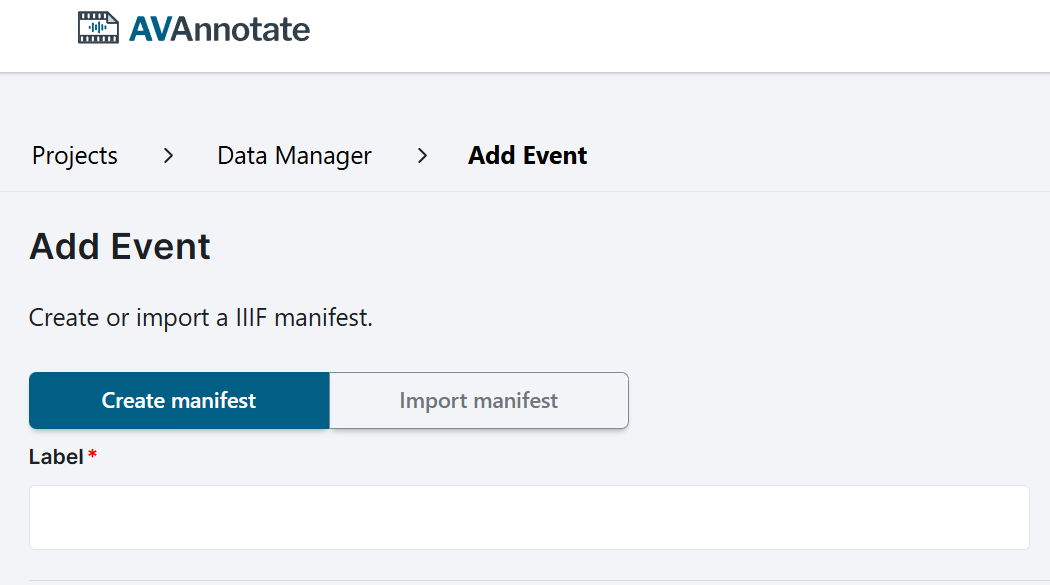 AVAnnotate
Projects > Data Manager > Add Event
Add Event
Create or import a IIIF manifest.
Create manifest Import manifest
Label *